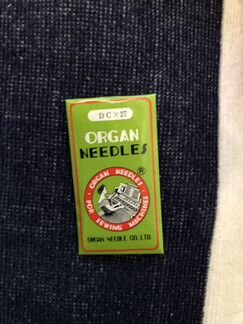 DC×27
ORGAN
NEEDLES
ORGAN NEEDLES
®
FOR SEWING MACHINES
ORGAN NEEDLE CO. LTD.